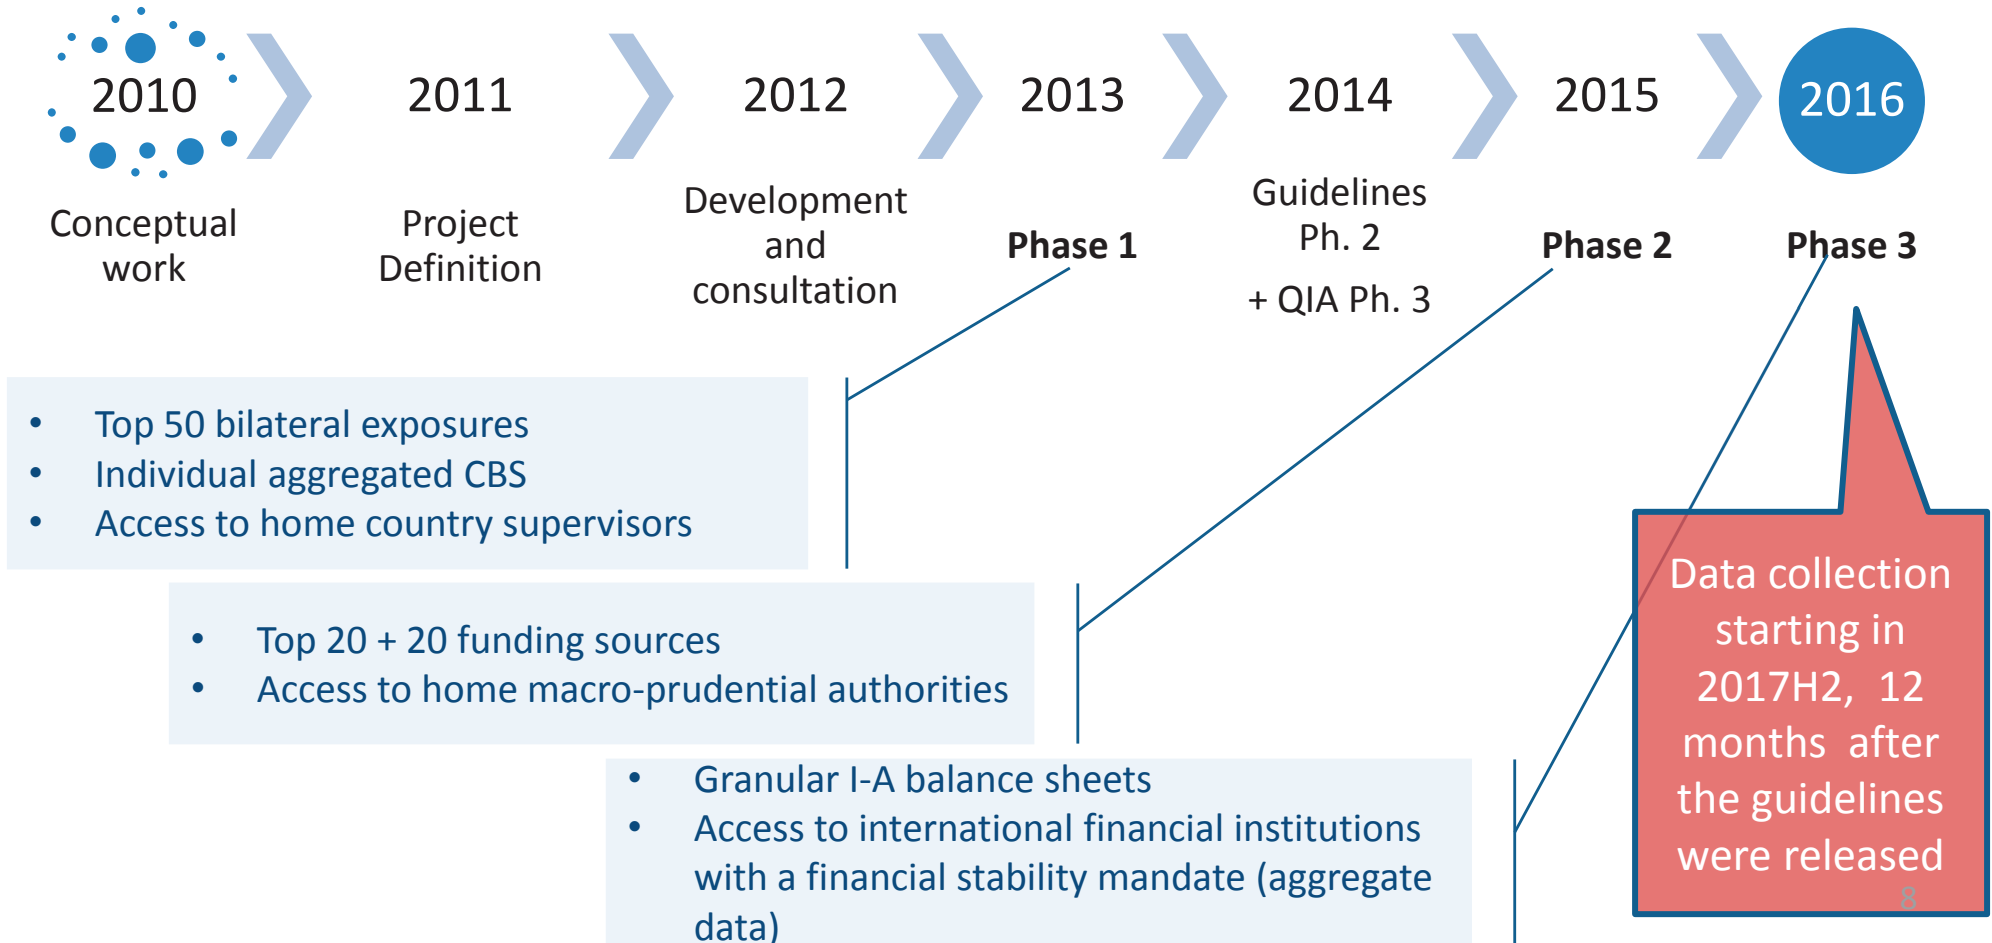 2010
2011
2012
2013
2014
2015
2016
Conceptual
work
Project
Definition
Development
and
consultation
Phase 1
Guidelines
Ph. 2
+ QIA Ph. 3
Phase 2
Phase 3
• Top 50 bilateral exposures
• Individual aggregated CBS
• Access to home country supervisors
• Top 20 + 20 funding sources
• Access to home macro-prudential authorities
• Granular I-A balance sheets
• Access to international financial institutions
with a financial stability mandate (aggregate
data)
Data collection
starting in
2017H2, 12
months after
the guidelines
were released
8